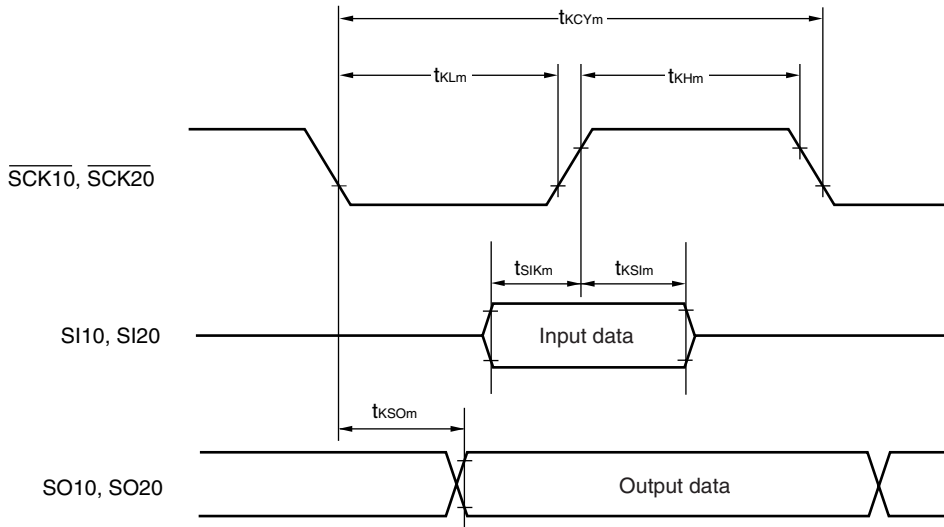 tKCYm
tKLm
tKHm
SCK10, SCK20
tSIKm
tKSIm
SI10, SI20
Input data
tKSOm
SO10, SO20
Output data